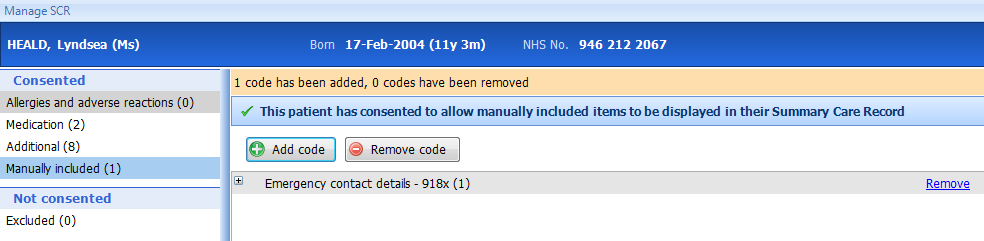 Manage SCR
HEALD, Lyndsea (Ms) Born 17-Feb-2004 (11y 3m) NHS No. 946 212 2067
Consented
Allergies and adverse reactions (0)
Medication (2)
Additional (8)
Manually included (1)
Not consented
Excluded (0)
1 code has been added, 0 codes have been removed
This patient has consented to allow manually included items to be displayed in their Summary Care Record
Add code Remove code
Emergency contact details - 918x (1) Remove